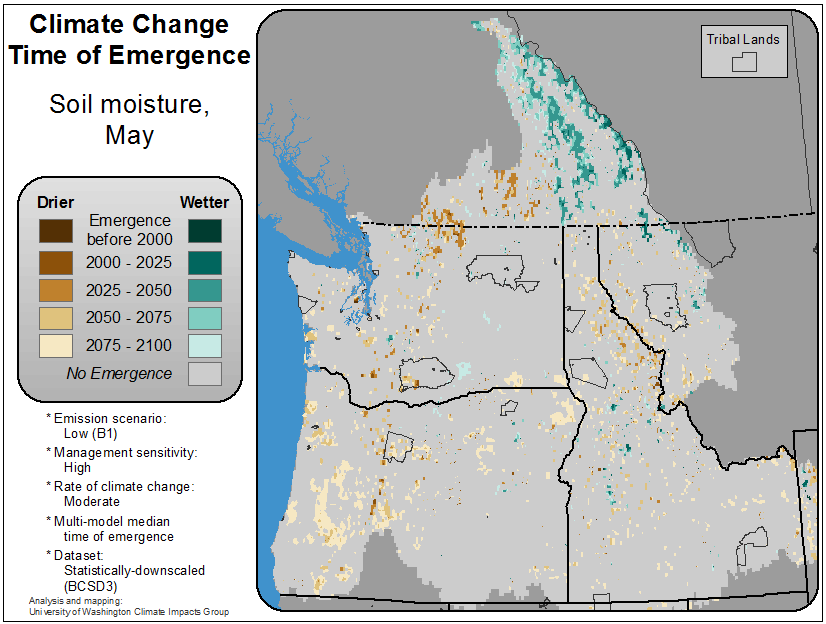 Climate Change
Time of Emergence
Soil moisture,
May
Tribal Lands
Drier
Wetter
Emergence
before 2000
2000 - 2025
2025 - 2050
2050 - 2075
2075 - 2100
No Emergence
* Emission scenario:
Low (B1)
* Management sensitivity:
High
* Rate of climate change:
Moderate
* Multi-model median
time of emergence
* Dataset:
Statistically-downscaled
(BCSD3)
Analysis and mapping:
University of Washington Climate Impacts Group